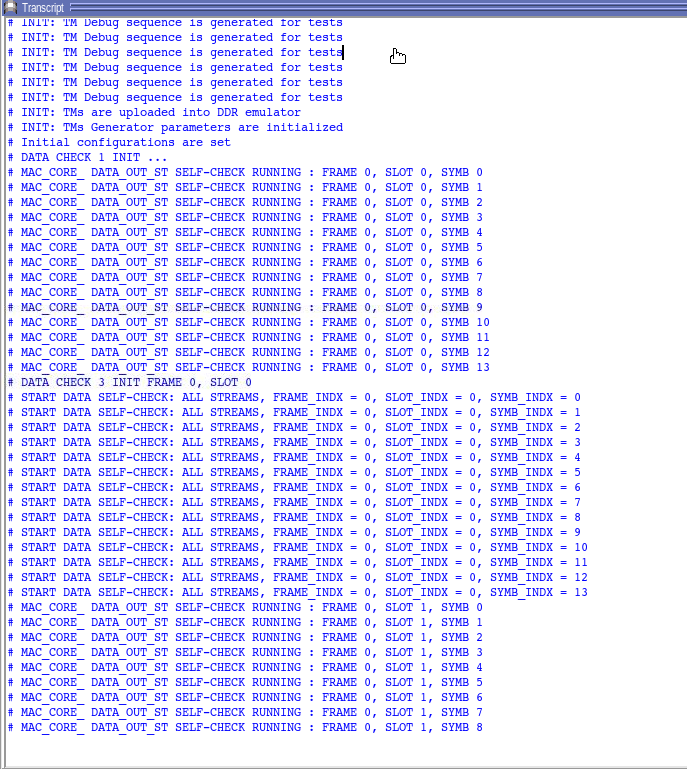 Transcript
# INIT: TM Debug sequence is generated for tests
# INIT: TM Debug sequence is generated for tests
# INIT: TM Debug sequence is generated for tests
# INIT: TM Debug sequence is generated for tests
# INIT: TM Debug sequence is generated for tests
# INIT: TM Debug sequence is generated for tests
# INIT: TMs are uploaded into DDR emulator
# INIT: TMs Generator parameters are initialized
# Initial configurations are set
# DATA CHECK 1 INIT ...
# MAC_CORE_ DATA_OUT_ST SELF-CHECK RUNNING : FRAME 0, SLOT 0, SYMB 0
# MAC_CORE_ DATA_OUT_ST SELF-CHECK RUNNING : FRAME 0, SLOT 0, SYMB 1
# MAC_CORE_ DATA_OUT_ST SELF-CHECK RUNNING : FRAME 0, SLOT 0, SYMB 2
# MAC_CORE_ DATA_OUT_ST SELF-CHECK RUNNING : FRAME 0, SLOT 0, SYMB 3
# MAC_CORE_ DATA_OUT_ST SELF-CHECK RUNNING : FRAME 0, SLOT 0, SYMB 4
# MAC_CORE_ DATA_OUT_ST SELF-CHECK RUNNING : FRAME 0, SLOT 0, SYMB 5
# MAC_CORE_ DATA_OUT_ST SELF-CHECK RUNNING : FRAME 0, SLOT 0, SYMB 6
# MAC_CORE_ DATA_OUT_ST SELF-CHECK RUNNING : FRAME 0, SLOT 0, SYMB 7
# MAC_CORE_ DATA_OUT_ST SELF-CHECK RUNNING : FRAME 0, SLOT 0, SYMB 8
# MAC_CORE_ DATA_OUT_ST SELF-CHECK RUNNING : FRAME 0, SLOT 0, SYMB 9
# MAC_CORE_ DATA_OUT_ST SELF-CHECK RUNNING : FRAME 0, SLOT 0, SYMB 10
# MAC_CORE_ DATA_OUT_ST SELF-CHECK RUNNING : FRAME 0, SLOT 0, SYMB 11
# MAC_CORE_ DATA_OUT_ST SELF-CHECK RUNNING : FRAME 0, SLOT 0, SYMB 12
# MAC_CORE_ DATA_OUT_ST SELF-CHECK RUNNING : FRAME 0, SLOT 0, SYMB 13
# DATA CHECK 3 INIT FRAME 0, SLOT 0
# START DATA SELF-CHECK: ALL STREAMS, FRAME_INDX = 0, SLOT_INDX = 0, SYMB_INDX = 0
# START DATA SELF-CHECK: ALL STREAMS, FRAME_INDX = 0, SLOT_INDX = 0, SYMB_INDX = 1
# START DATA SELF-CHECK: ALL STREAMS, FRAME_INDX = 0, SLOT_INDX = 0, SYMB_INDX = 2
# START DATA SELF-CHECK: ALL STREAMS, FRAME_INDX = 0, SLOT_INDX = 0, SYMB_INDX = 3
# START DATA SELF-CHECK: ALL STREAMS, FRAME_INDX = 0, SLOT_INDX = 0, SYMB_INDX = 4
# START DATA SELF-CHECK: ALL STREAMS, FRAME_INDX = 0, SLOT_INDX = 0, SYMB_INDX = 5
# START DATA SELF-CHECK: ALL STREAMS, FRAME_INDX = 0, SLOT_INDX = 0, SYMB_INDX = 6
# START DATA SELF-CHECK: ALL STREAMS, FRAME_INDX = 0, SLOT_INDX = 0, SYMB_INDX = 7
# START DATA SELF-CHECK: ALL STREAMS, FRAME_INDX = 0, SLOT_INDX = 0, SYMB_INDX = 8
# START DATA SELF-CHECK: ALL STREAMS, FRAME_INDX = 0, SLOT_INDX = 0, SYMB_INDX = 9
# START DATA SELF-CHECK: ALL STREAMS, FRAME_INDX = 0, SLOT_INDX = 0, SYMB_INDX = 10
# START DATA SELF-CHECK: ALL STREAMS, FRAME_INDX = 0, SLOT_INDX = 0, SYMB_INDX = 11
# START DATA SELF-CHECK: ALL STREAMS, FRAME_INDX = 0, SLOT_INDX = 0, SYMB_INDX = 12
# START DATA SELF-CHECK: ALL STREAMS, FRAME_INDX = 0, SLOT_INDX = 0, SYMB_INDX = 13
# MAC_CORE_ DATA_OUT_ST SELF-CHECK RUNNING : FRAME 0, SLOT 1, SYMB 0
# MAC_CORE_ DATA_OUT_ST SELF-CHECK RUNNING : FRAME 0, SLOT 1, SYMB 1
# MAC_CORE_ DATA_OUT_ST SELF-CHECK RUNNING : FRAME 0, SLOT 1, SYMB 2
# MAC_CORE_ DATA_OUT_ST SELF-CHECK RUNNING : FRAME 0, SLOT 1, SYMB 3
# MAC_CORE_ DATA_OUT_ST SELF-CHECK RUNNING : FRAME 0, SLOT 1, SYMB 4
# MAC_CORE_ DATA_OUT_ST SELF-CHECK RUNNING : FRAME 0, SLOT 1, SYMB 5
# MAC_CORE_ DATA_OUT_ST SELF-CHECK RUNNING : FRAME 0, SLOT 1, SYMB 6
# MAC_CORE_ DATA_OUT_ST SELF-CHECK RUNNING : FRAME 0, SLOT 1, SYMB 7
# MAC_CORE_ DATA_OUT_ST SELF-CHECK RUNNING : FRAME 0, SLOT 1, SYMB 8